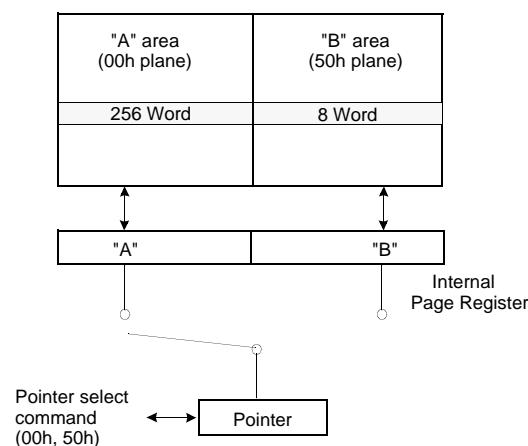 "A" area
(00h plane)
"B" area
(50h plane)
256 Word
8 Word
"A"
"B"
Internal
Page Register
Pointer select
command
(00h, 50h)
Pointer